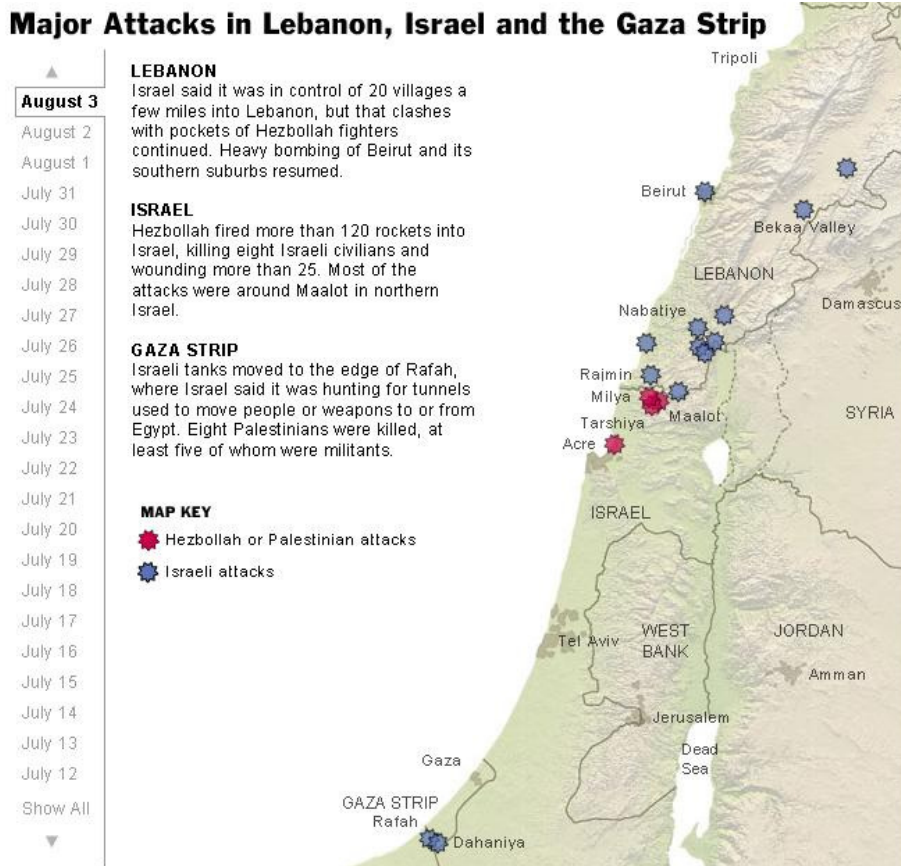 Major Attacks in Lebanon, Israel and the Gaza Strip
August 3
August 2
August 1
July 31
July 30
July 29
July 28
July 27
July 26
July 25
July 24
July 23
July 22
July 21
July 20
July 19
July 18
July 17
July 16
July 15
July 14
July 13
July 12
Show All
LEBANON
Israel said it was in control of 20 villages a
few miles into Lebanon, but that clashes
with pockets of Hezbollah fighters
continued. Heavy bombing of Beirut and its
southern suburbs resumed.
ISRAEL
Hezbollah fired more than 120 rockets into
Israel, killing eight Israeli civilians and
wounding more than 25. Most of the
attacks were around Maalot in northern
Israel.
GAZA STRIP
Israeli tanks moved to the edge of Rafah,
where Israel said it was hunting for tunnels
used to move people or weapons to or from
Egypt. Eight Palestinians were killed, at
least five of whom were militants.
MAP KEY
Hezbollah or Palestinian attacks
Israeli attacks
Tripoli
Beirut
Bekaa Valley
LEBANON
Damascus
Nabatiye
Rajmin
Milya
Maalot
Tarshiya
SYRIA
Acre
ISRAEL
Tel Aviv
WEST
BANK
JORDAN
Amman
Jerusalem
Dead
Sea
Gaza
GAZA STRIP
Rafah
Dahaniya